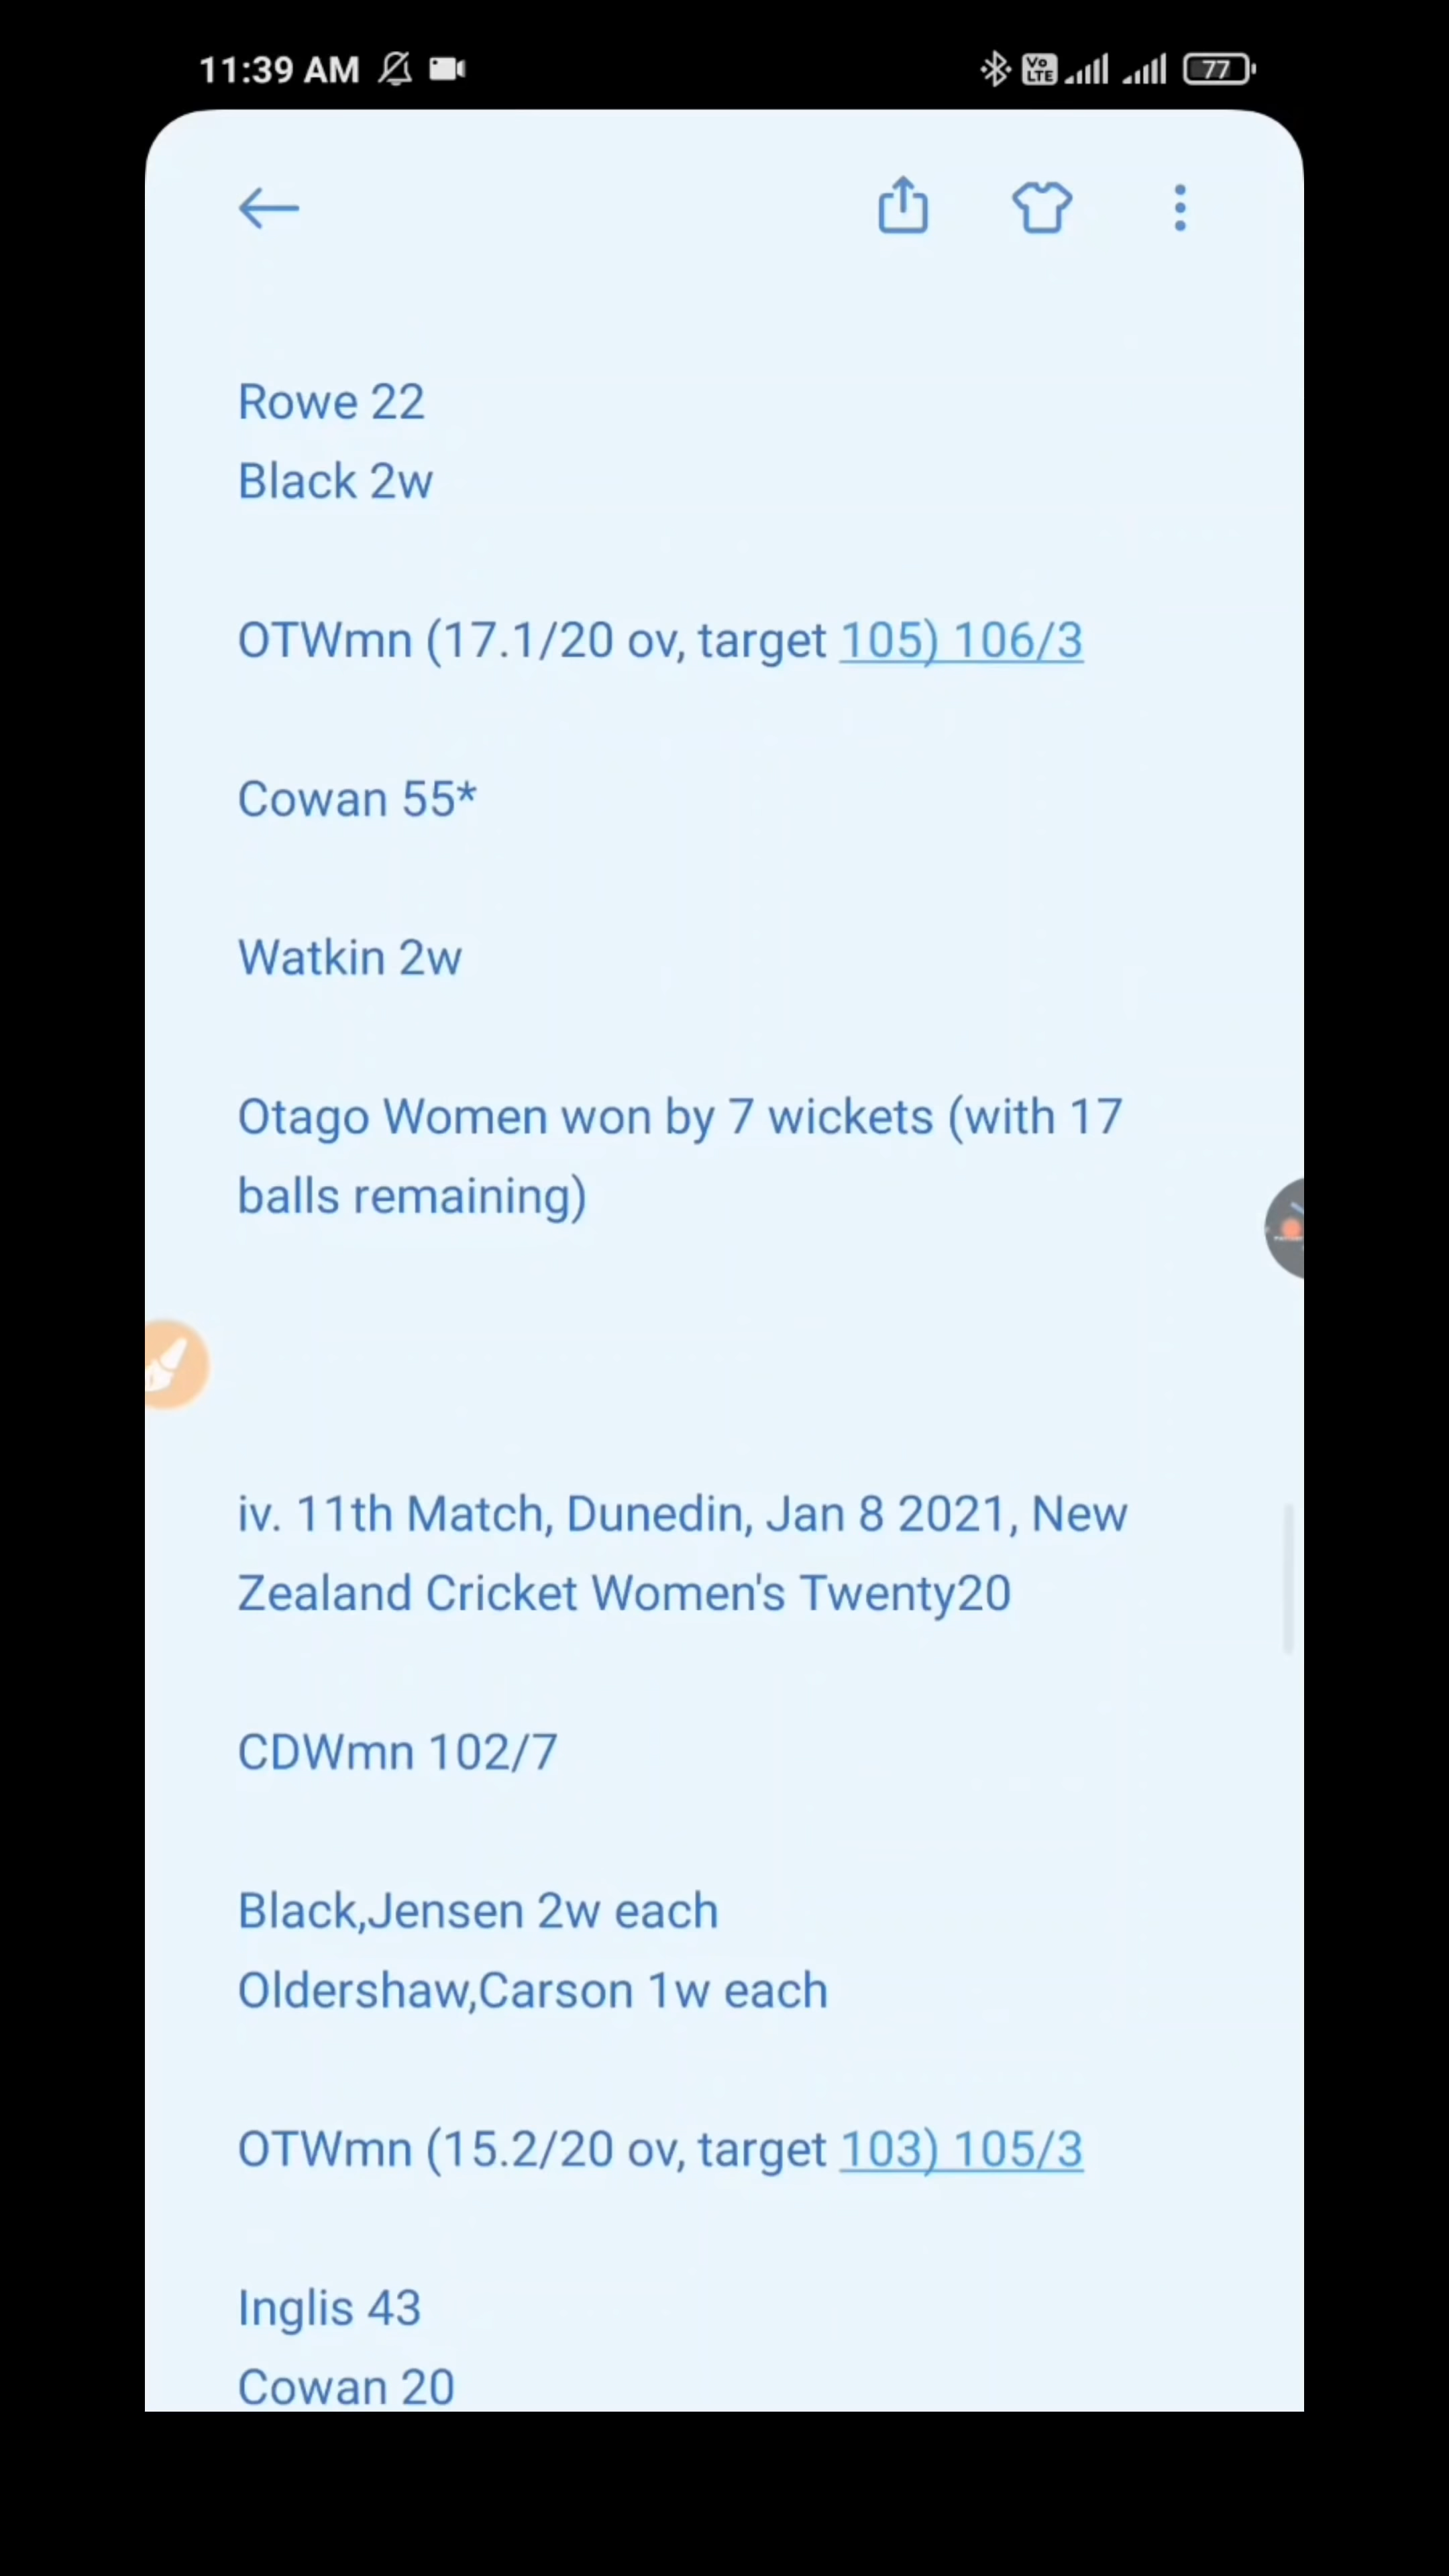 11:39 AM
Vo LTE 77
Rowe 22
Black 2w
OTWmn (17.1/20 ov, target 105) 106/3
Cowan 55*
Watkin 2w
Otago Women won by 7 wickets (with 17
balls remaining)
iv. 11th Match, Dunedin, Jan 8 2021, New
Zealand Cricket Women's Twenty20
CDWmn 102/7
Black,Jensen 2w each
Oldershaw,Carson 1w each
OTWmn (15.2/20 ov, target 103) 105/3
Inglis 43
Cowan 20